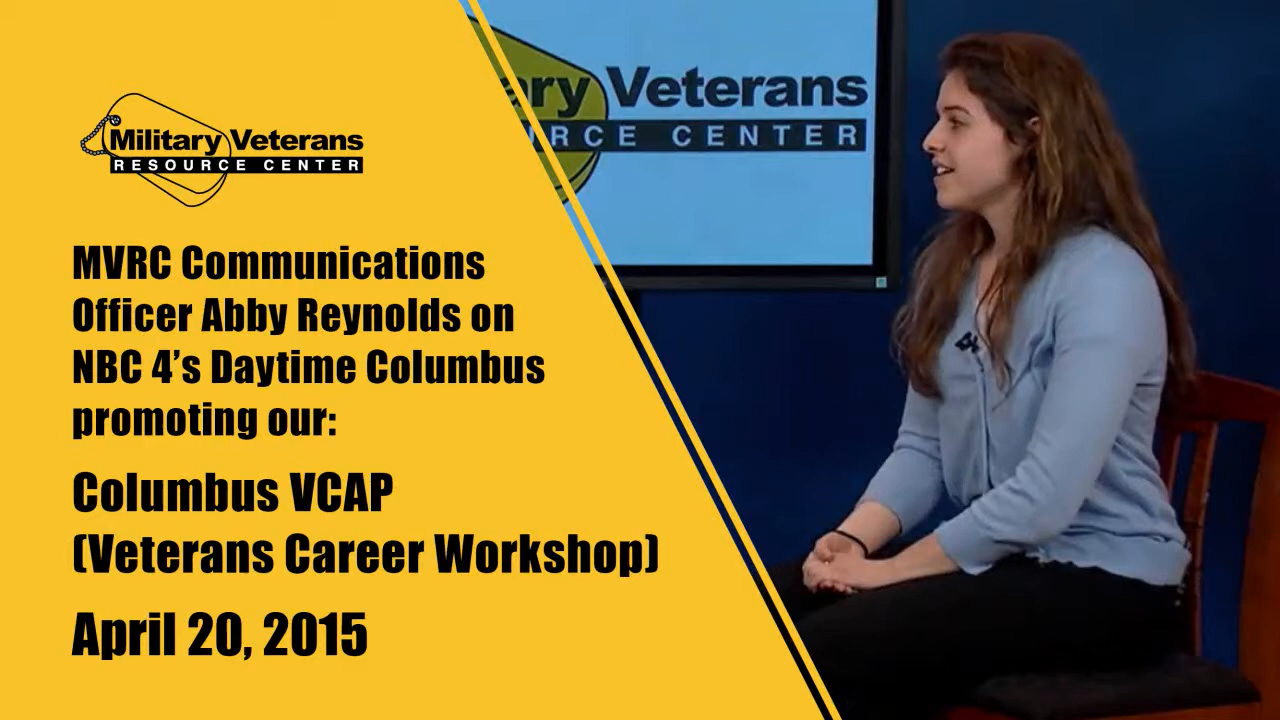 Military Veterans
RESOURCE CENTER
MVRC Communications
Officer Abby Reynolds on
NBC 4’s Daytime Columbus
promoting our:
Columbus VCAP
(Veterans Career Workshop)
April 20, 2015
Veterans
CENTER